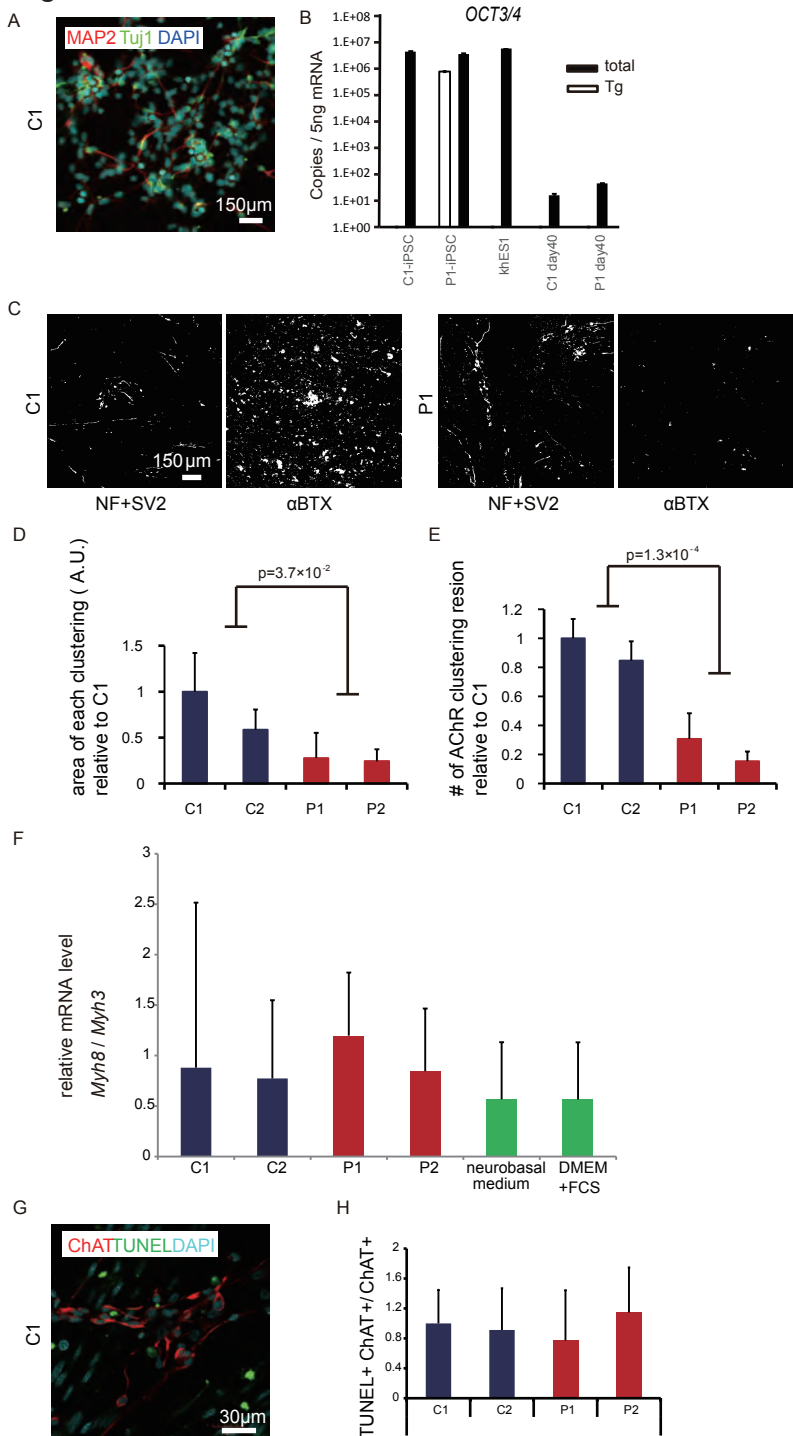 A
MAP2 Tuj1 DAPI
C1
150μm
B
OCT3/4
Copies / 5ng mRNA
1.E+08
1.E+07
1.E+06
1.E+05
1.E+04
1.E+03
1.E+02
1.E+01
1.E+00
total
Tg
C1-iPSC
P1-iPSC
khES1
C1 day40
P1 day40
C
C1
150μm
NF+SV2
αBTX
P1
NF+SV2
αBTX
D
area of each clustering ( A.U.)
relative to C1
p=3.7×10⁻²
1.5
1
0.5
0
C1
C2
P1
P2
E
# of AChR clustering resion
relative to C1
p=1.3×10⁻⁴
1.2
1
0.8
0.6
0.4
0.2
0
C1
C2
P1
P2
F
relative mRNA level
Myh8 / Myh3
3
2.5
2
1.5
1
0.5
0
C1
C2
P1
P2
neurobasal
medium
DMEM
+FCS
G
ChATTUNELDAPI
C1
30μm
H
TUNEL+ ChAT+/ChAT+
2
1.6
1.2
0.8
0.4
0
C1
C2
P1
P2